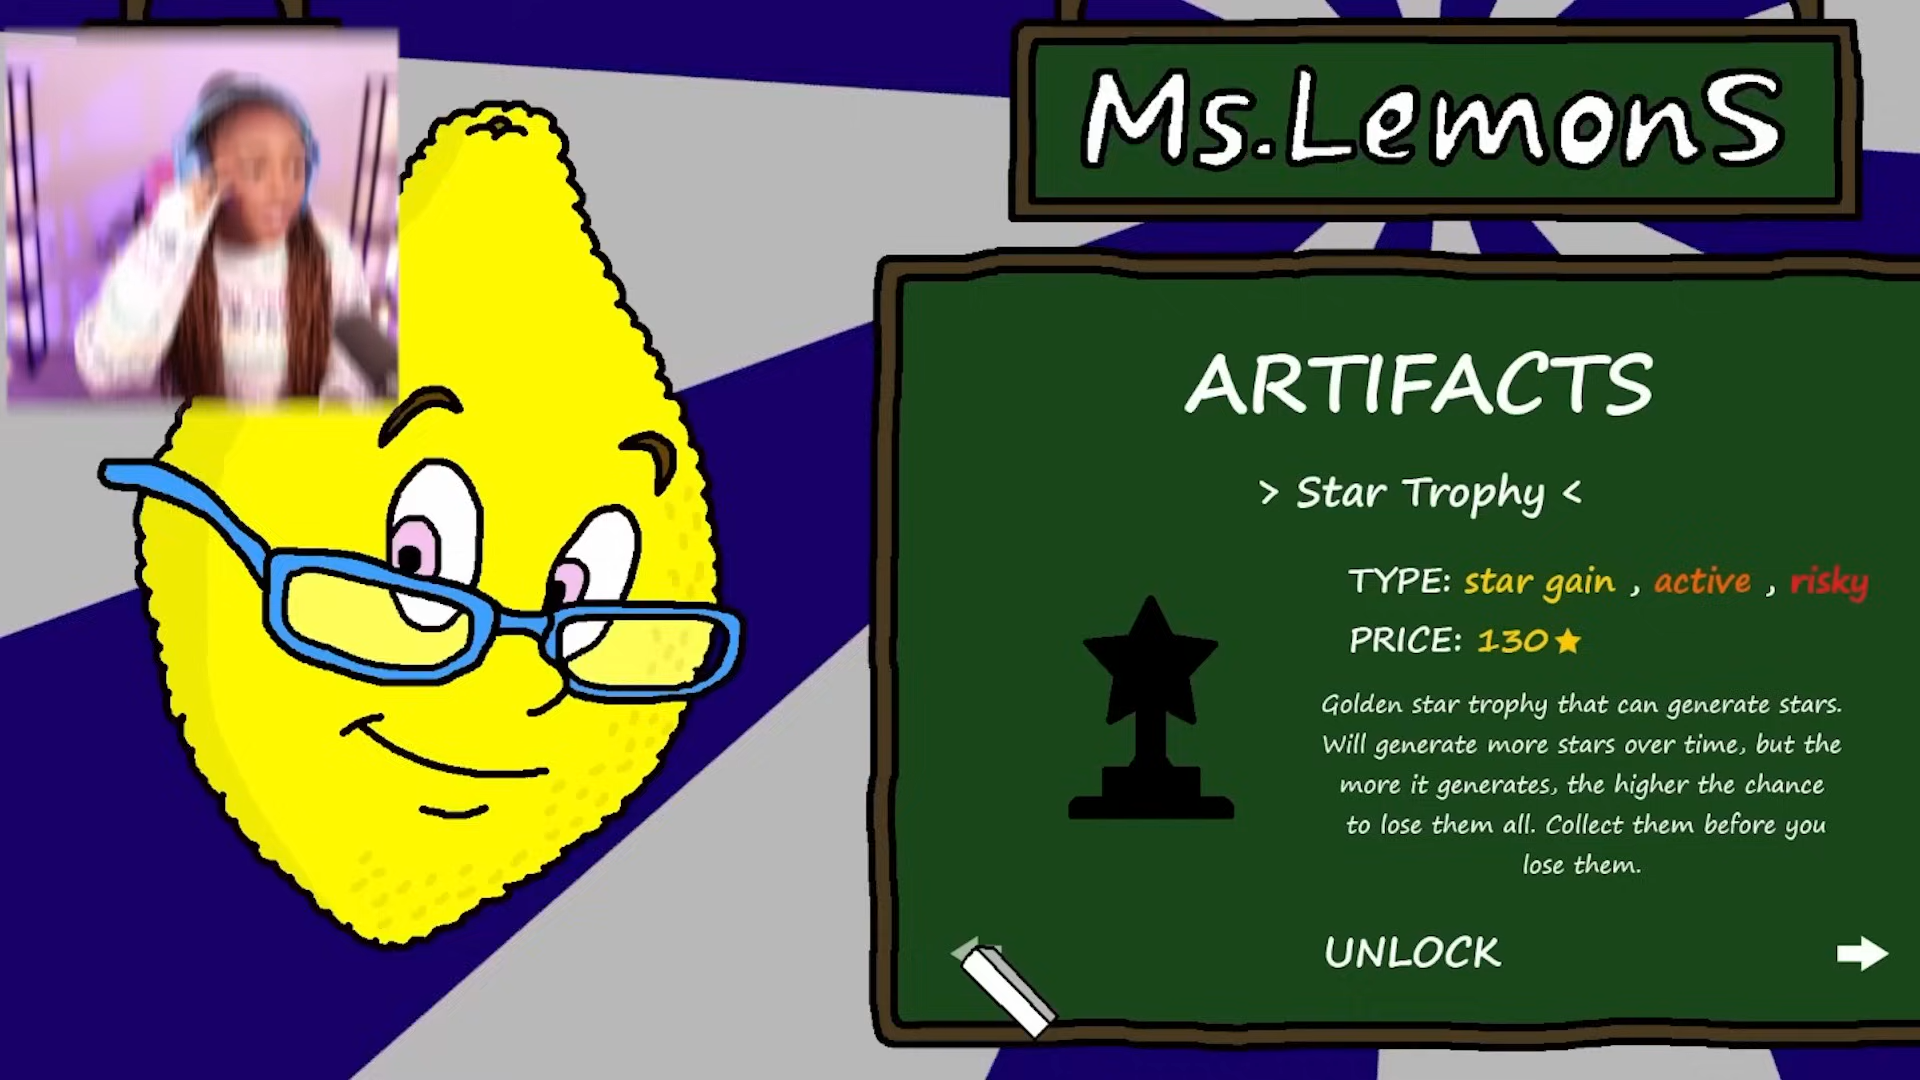 Ms.LemonS
ARTIFACTS
> Star Trophy <
TYPE: star gain , active , risky
PRICE: 130★
Golden star trophy that can generate stars.
Will generate more stars over time, but the
more it generates, the higher the chance
to lose them all. Collect them before you
lose them.
UNLOCK